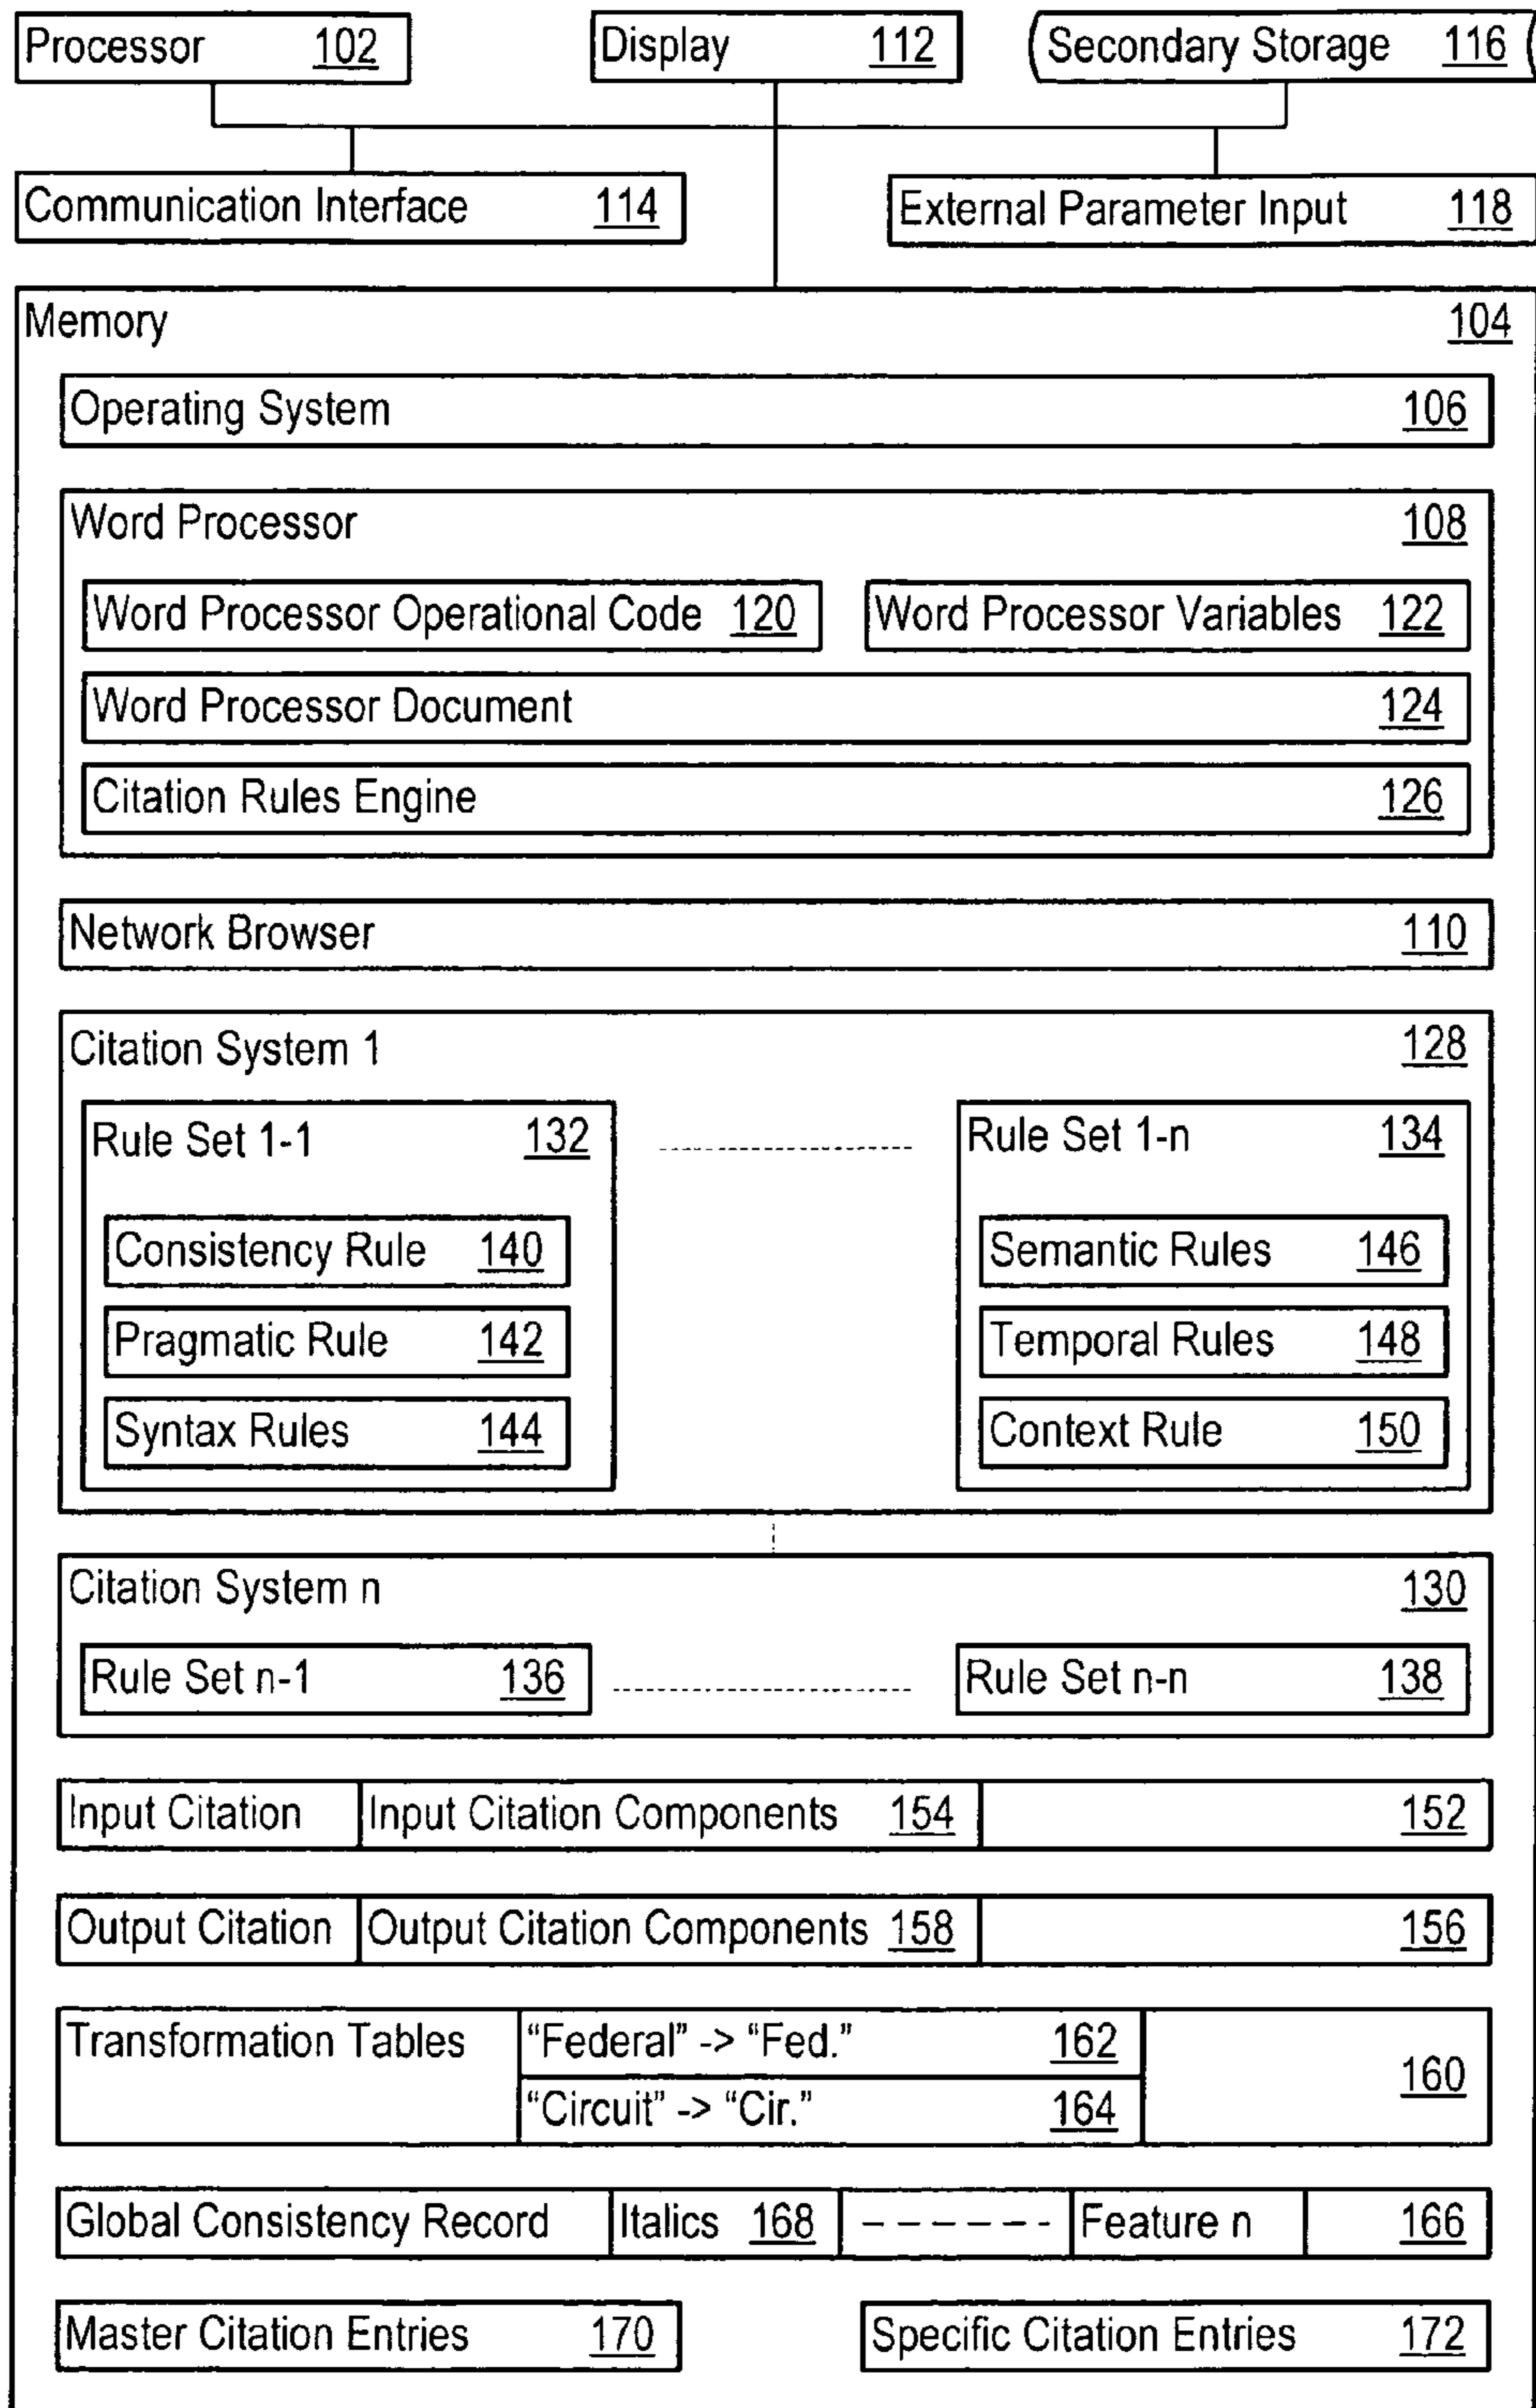 Processor 102 Display 112 Secondary Storage 116
Communication Interface 114 External Parameter Input 118
Memory 104
Operating System 106
Word Processor 108
Word Processor Operational Code 120 Word Processor Variables 122
Word Processor Document 124
Citation Rules Engine 126
Network Browser 110
Citation System 1 128
Rule Set 1-1 132 Rule Set 1-n 134
Consistency Rule 140 Semantic Rules 146
Pragmatic Rule 142 Temporal Rules 148
Syntax Rules 144 Context Rule 150
Citation System n 130
Rule Set n-1 136 Rule Set n-n 138
Input Citation Input Citation Components 154 152
Output Citation Output Citation Components 158 156
Transformation Tables “Federal” -> “Fed.” 162 160
“Circuit” -> “Cir.” 164
Global Consistency Record Italics 168 Feature n 166
Master Citation Entries 170 Specific Citation Entries 172